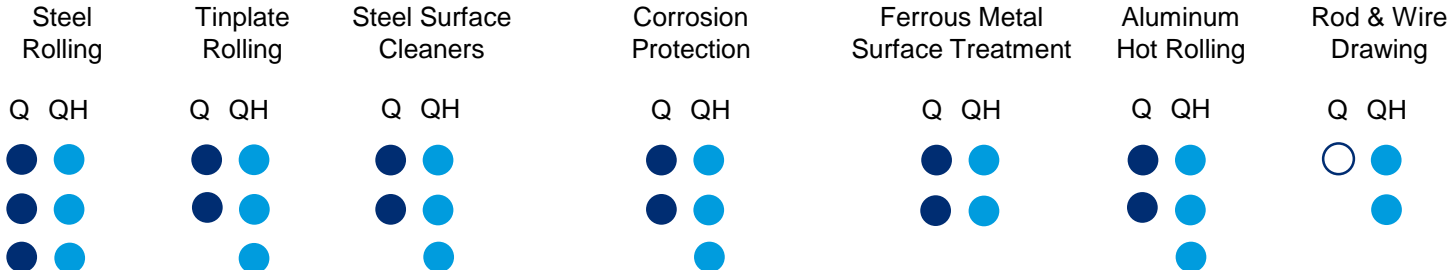 Steel Rolling
Tinplate Rolling
Steel Surface Cleaners
Corrosion Protection
Ferrous Metal Surface Treatment
Aluminum Hot Rolling
Rod & Wire Drawing
Q QH
Q QH
Q QH
Q QH
Q QH
Q QH
Q QH